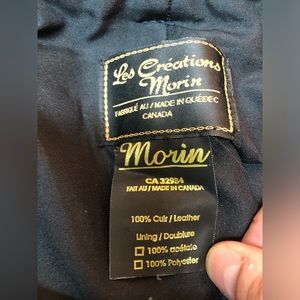 Les Créations
Morin
FABRIQUÉ AU / MADE IN QUÉBEC
CANADA
Morin
CA 32984
FAIT AU / MADE IN CANADA
100% Cuir / Leather
Lining / Doublure
☐ 100% acétate
☐ 100% Polyester